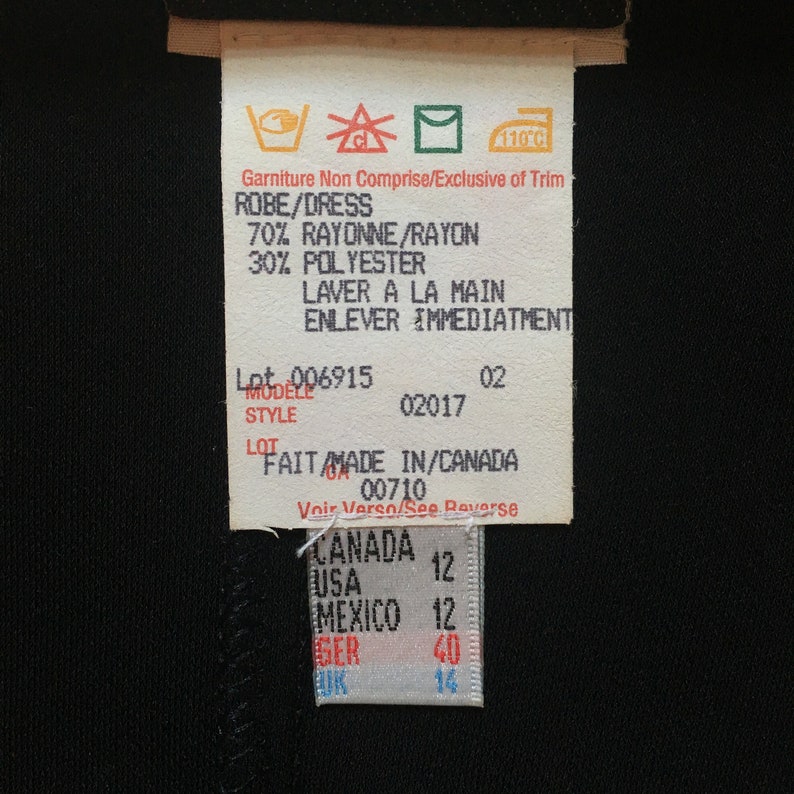 cl
110°C
Garniture Non Comprise/Exclusive of Trim
ROBE/DRESS
70% RAYONNE/RAYON
30% POLYESTER
LAVER A LA MAIN
ENLEVER IMMEDIATMENT
Lot 006915 02
MODÈLE
STYLE 02017
LOT
FAIT/MADE IN/CANADA
CA
00710
Voir Verso/See Reverse
CANADA
USA 12
MEXICO 12
GER 40
UK 14